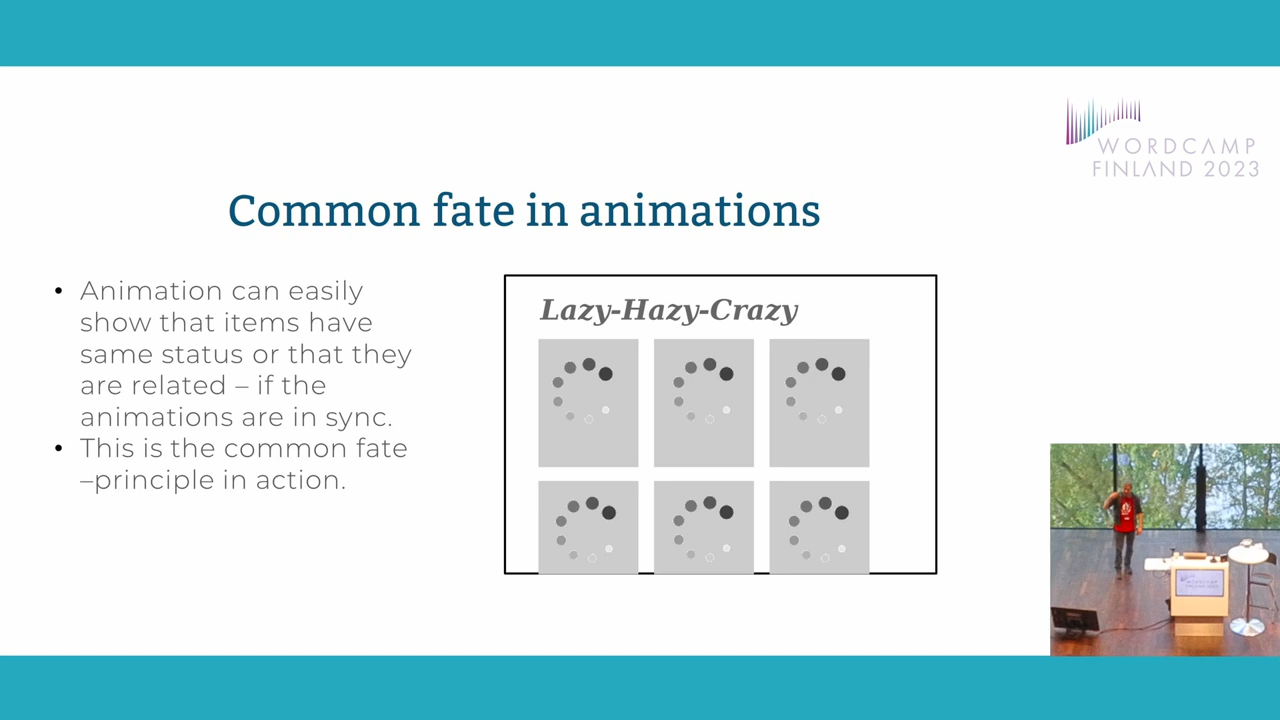 WORDCAMP
FINLAND 2023
Common fate in animations
• Animation can easily
show that items have
same status or that they
are related – if the
animations are in sync.
• This is the common fate
–principle in action.
Lazy-Hazy-Crazy